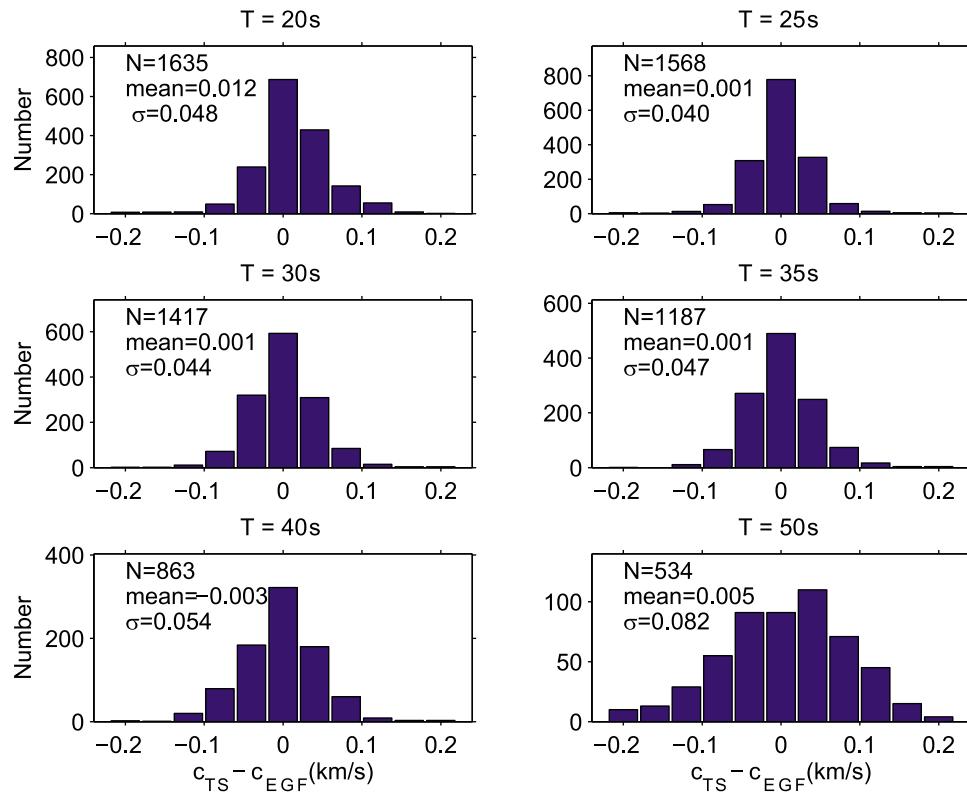 T = 20s
Number
800
600
400
200
0
N=1635
mean=0.012
σ=0.048
−0.2 −0.1 0 0.1 0.2
T = 25s
800
600
400
200
0
N=1568
mean=0.001
σ=0.040
−0.2 −0.1 0 0.1 0.2
T = 30s
Number
600
400
200
0
N=1417
mean=0.001
σ=0.044
−0.2 −0.1 0 0.1 0.2
T = 35s
600
400
200
0
N=1187
mean=0.001
σ=0.047
−0.2 −0.1 0 0.1 0.2
T = 40s
Number
400
200
0
N=863
mean=−0.003
σ=0.054
−0.2 −0.1 0 0.1 0.2
c_TS − c_EGF (km/s)
T = 50s
100
50
0
N=534
mean=0.005
σ=0.082
−0.2 −0.1 0 0.1 0.2
c_TS − c_EGF (km/s)